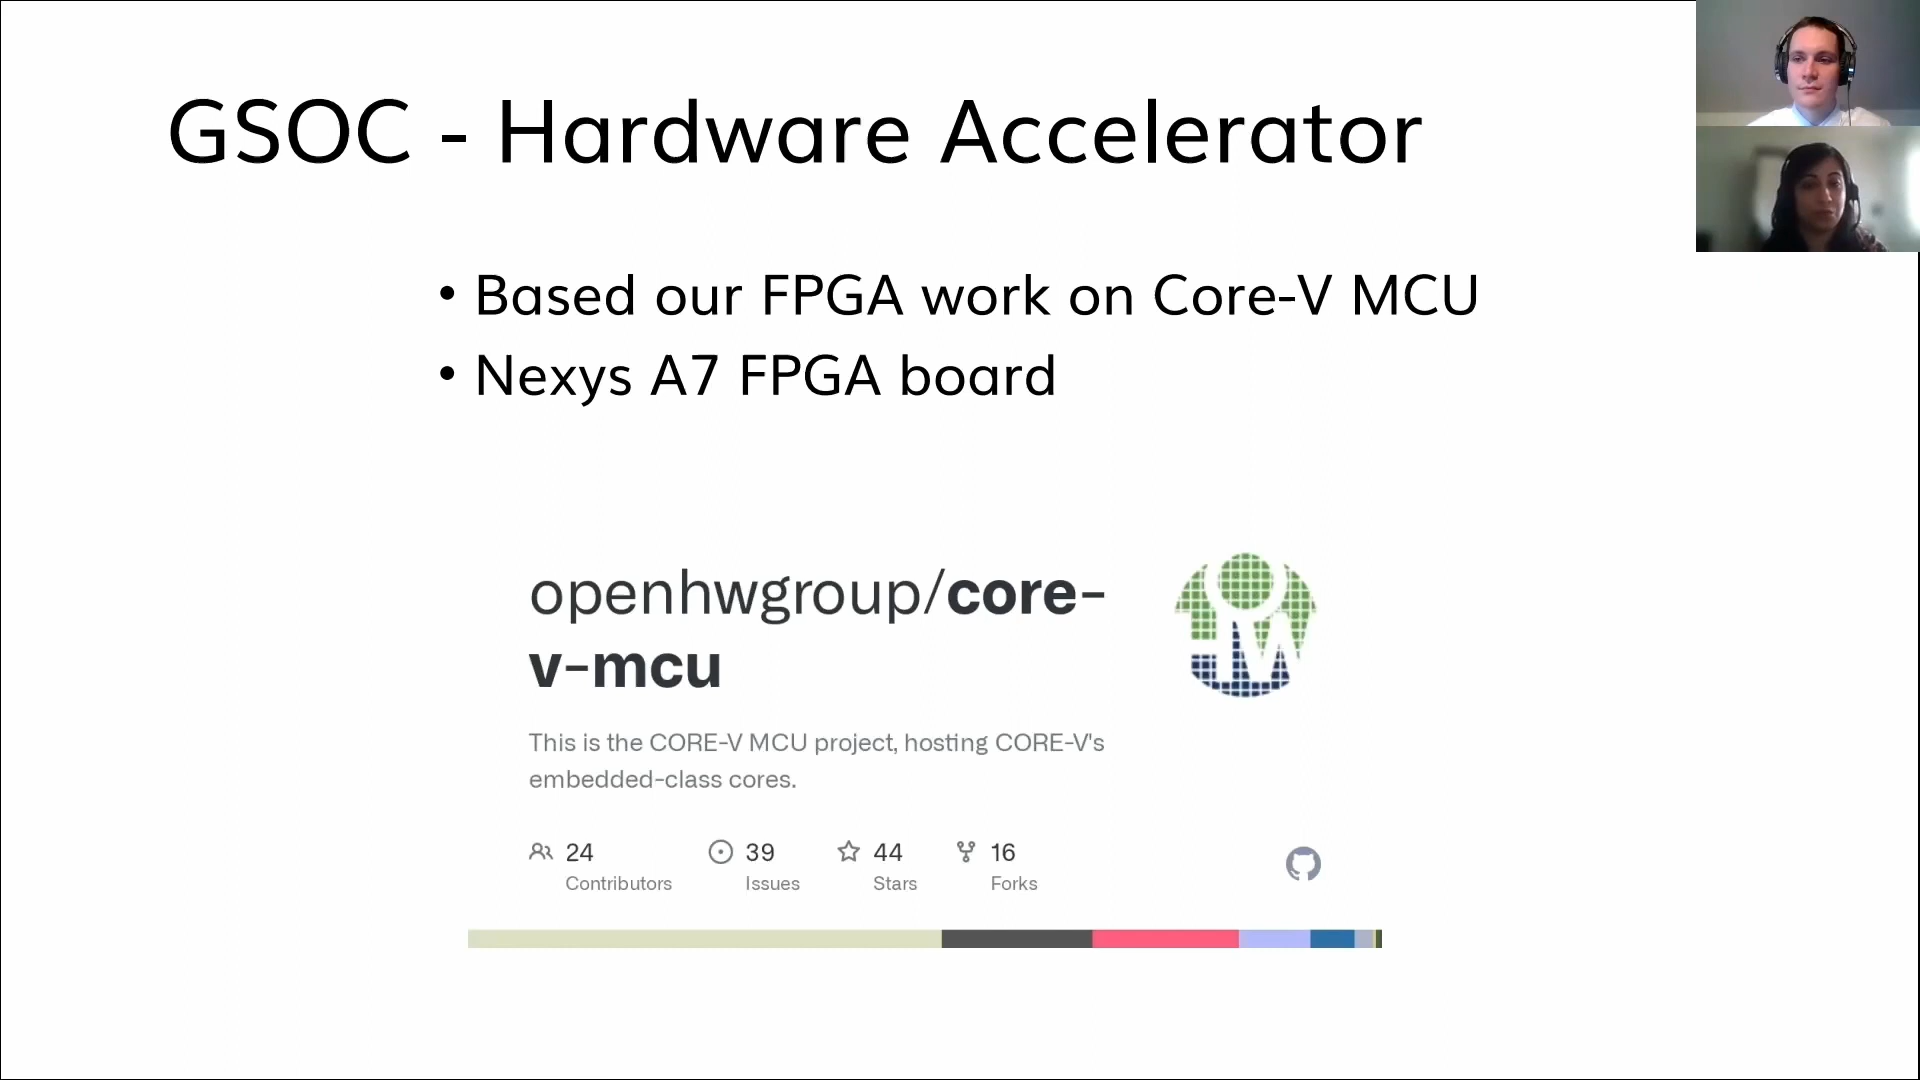 GSOC - Hardware Accelerator
• Based our FPGA work on Core-V MCU
• Nexys A7 FPGA board
openhwgroup/core-
v-mcu
This is the CORE-V MCU project, hosting CORE-V's
embedded-class cores.
24 39 44 16
Contributors Issues Stars Forks